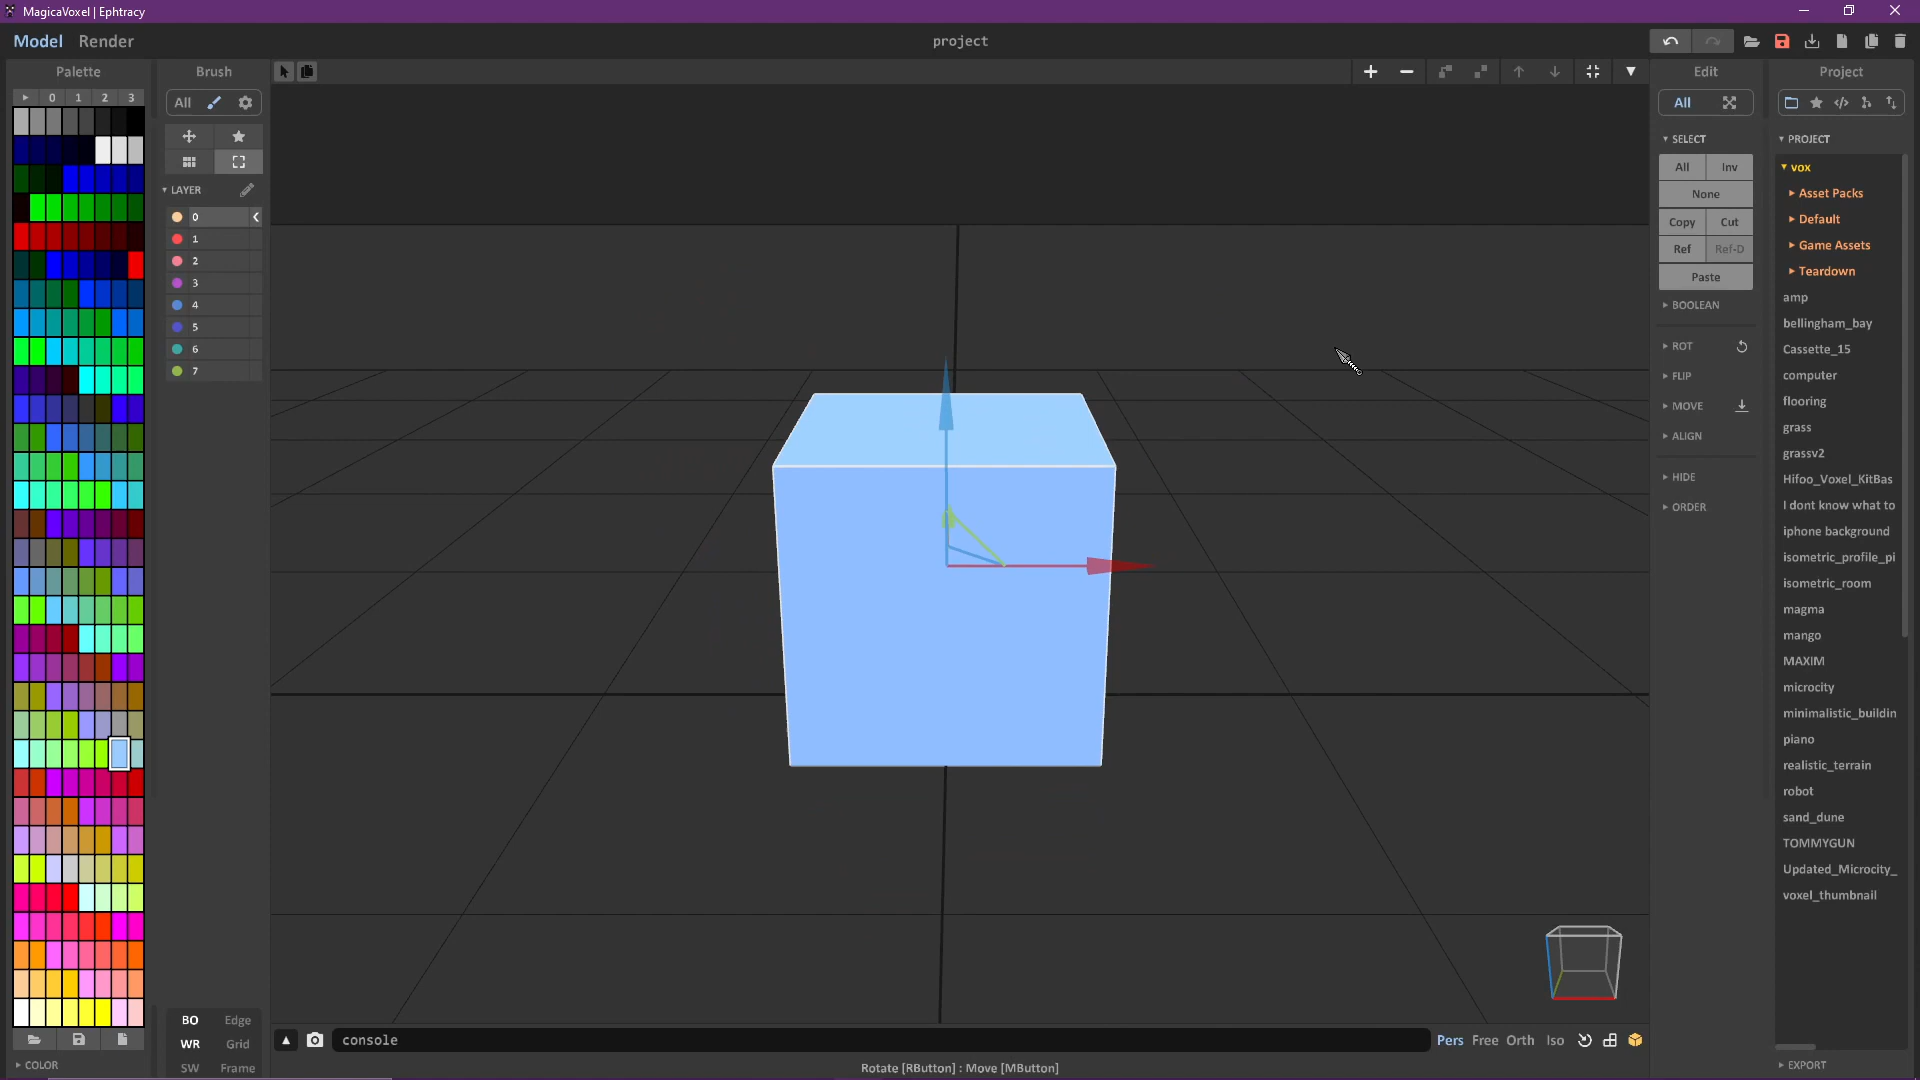 MagicaVoxel | Ephtracy
Model Render
project
Palette
Brush
Edit
Project
0 1 2 3
All
All
LAYER
0
1
2
3
4
5
6
7
SELECT
All Inv
None
Copy Cut
Ref Ref-D
Paste
BOOLEAN
ROT
FLIP
MOVE
ALIGN
HIDE
ORDER
PROJECT
vox
Asset Packs
Default
Game Assets
Teardown
amp
bellingham_bay
Cassette_15
computer
flooring
grass
grassv2
Hifoo_Voxel_KitBas
I dont know what to
iphone background
isometric_profile_pi
isometric_room
magma
mango
MAXIM
microcity
minimalistic_buildin
piano
realistic_terrain
robot
sand_dune
TOMMYGUN
Updated_Microcity_
voxel_thumbnail
EXPORT
BO Edge
WR Grid
SW Frame
COLOR
console
Pers Free Orth Iso
Rotate [RButton] : Move [MButton]